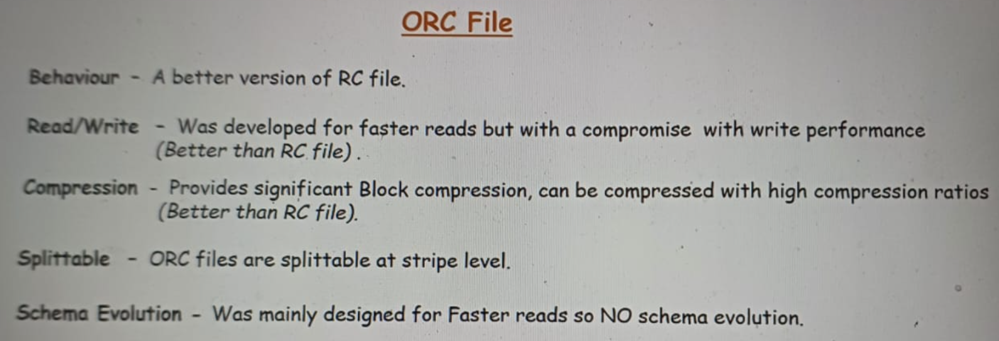 ORC File
Behaviour - A better version of RC file.
Read/Write - Was developed for faster reads but with a compromise with write performance
(Better than RC file).
Compression - Provides significant Block compression, can be compressed with high compression ratios
(Better than RC file).
Splittable - ORC files are splittable at stripe level.
Schema Evolution - Was mainly designed for Faster reads so NO schema evolution.